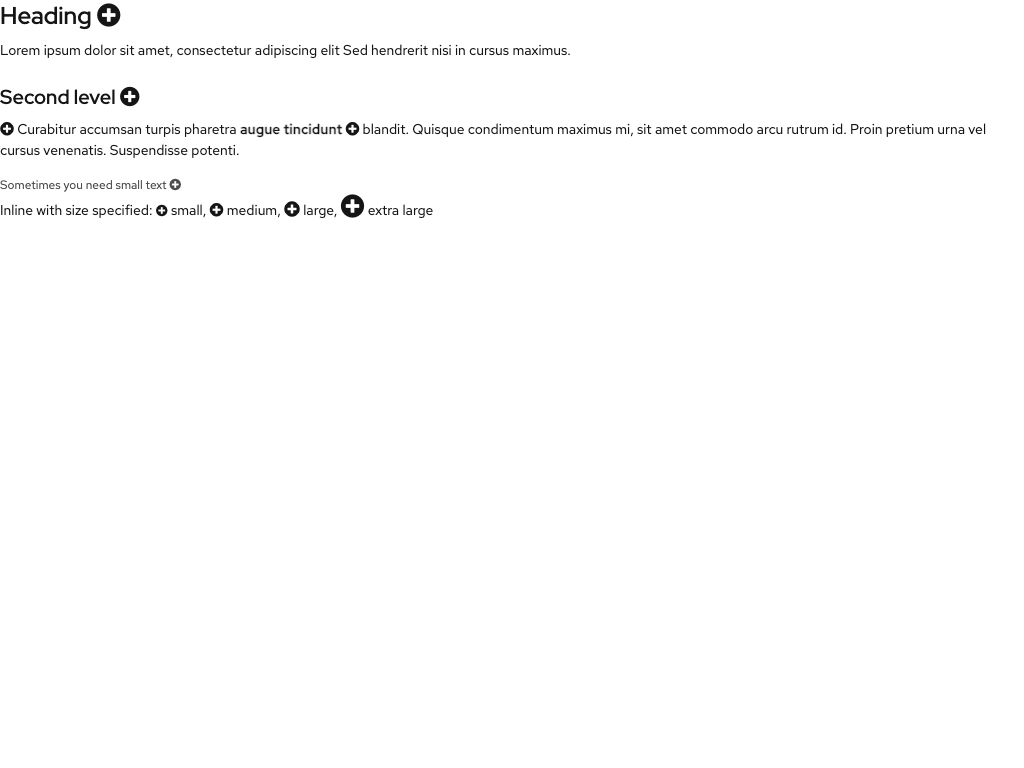 Heading
Lorem ipsum dolor sit amet, consectetur adipiscing elit Sed hendrerit nisi in cursus maximus.
Second level
Curabitur accumsan turpis pharetra augue tincidunt blandit. Quisque condimentum maximus mi, sit amet commodo arcu rutrum id. Proin pretium urna vel
cursus venenatis. Suspendisse potenti.
Sometimes you need small text
Inline with size specified: small, medium, large, extra large